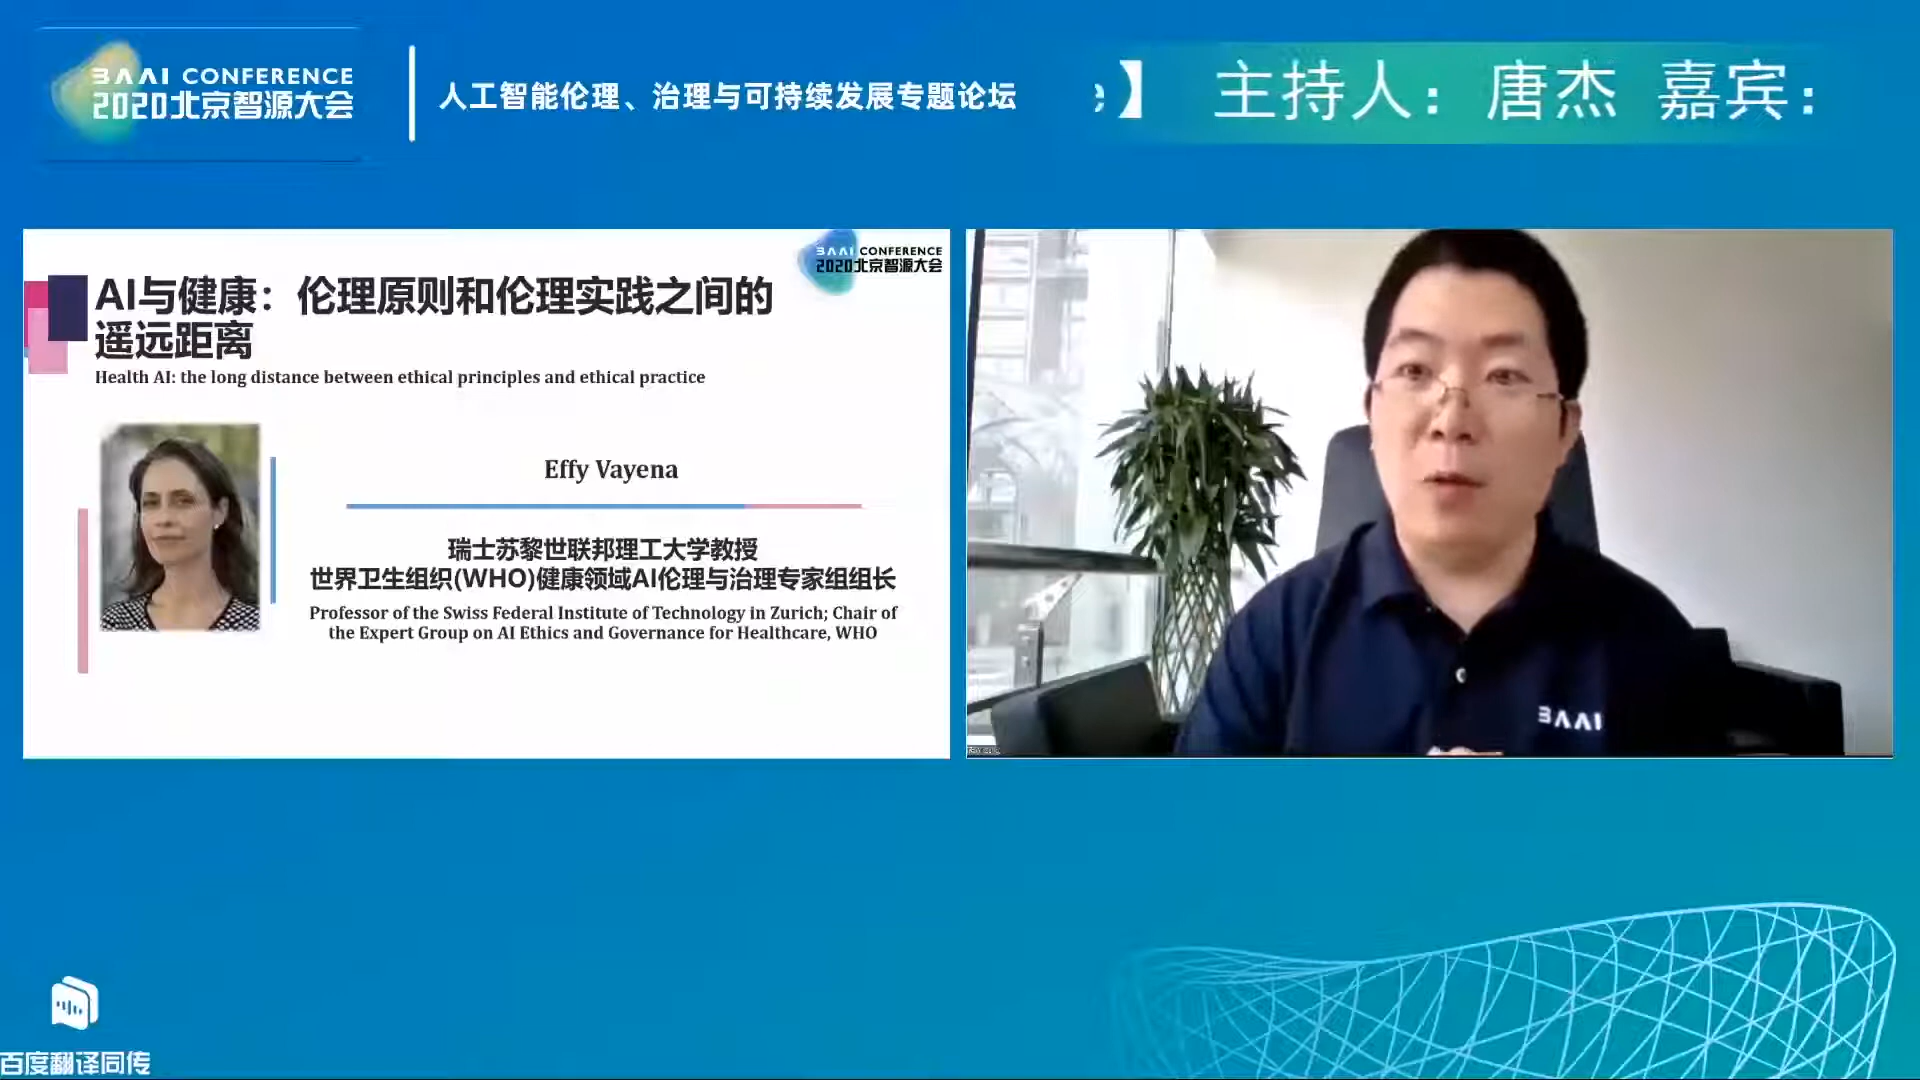 BAAI CONFERENCE
2020北京智源大会
人工智能伦理、治理与可持续发展专题论坛
e】 主持人：唐杰 嘉宾：
BAAI CONFERENCE
2020北京智源大会
AI与健康：伦理原则和伦理实践之间的
遥远距离
Health AI: the long distance between ethical principles and ethical practice
Effy Vayena
瑞士苏黎世联邦理工大学教授
世界卫生组织(WHO)健康领域AI伦理与治理专家组组长
Professor of the Swiss Federal Institute of Technology in Zurich; Chair of
the Expert Group on AI Ethics and Governance for Healthcare, WHO
BAAI
百度翻译同传